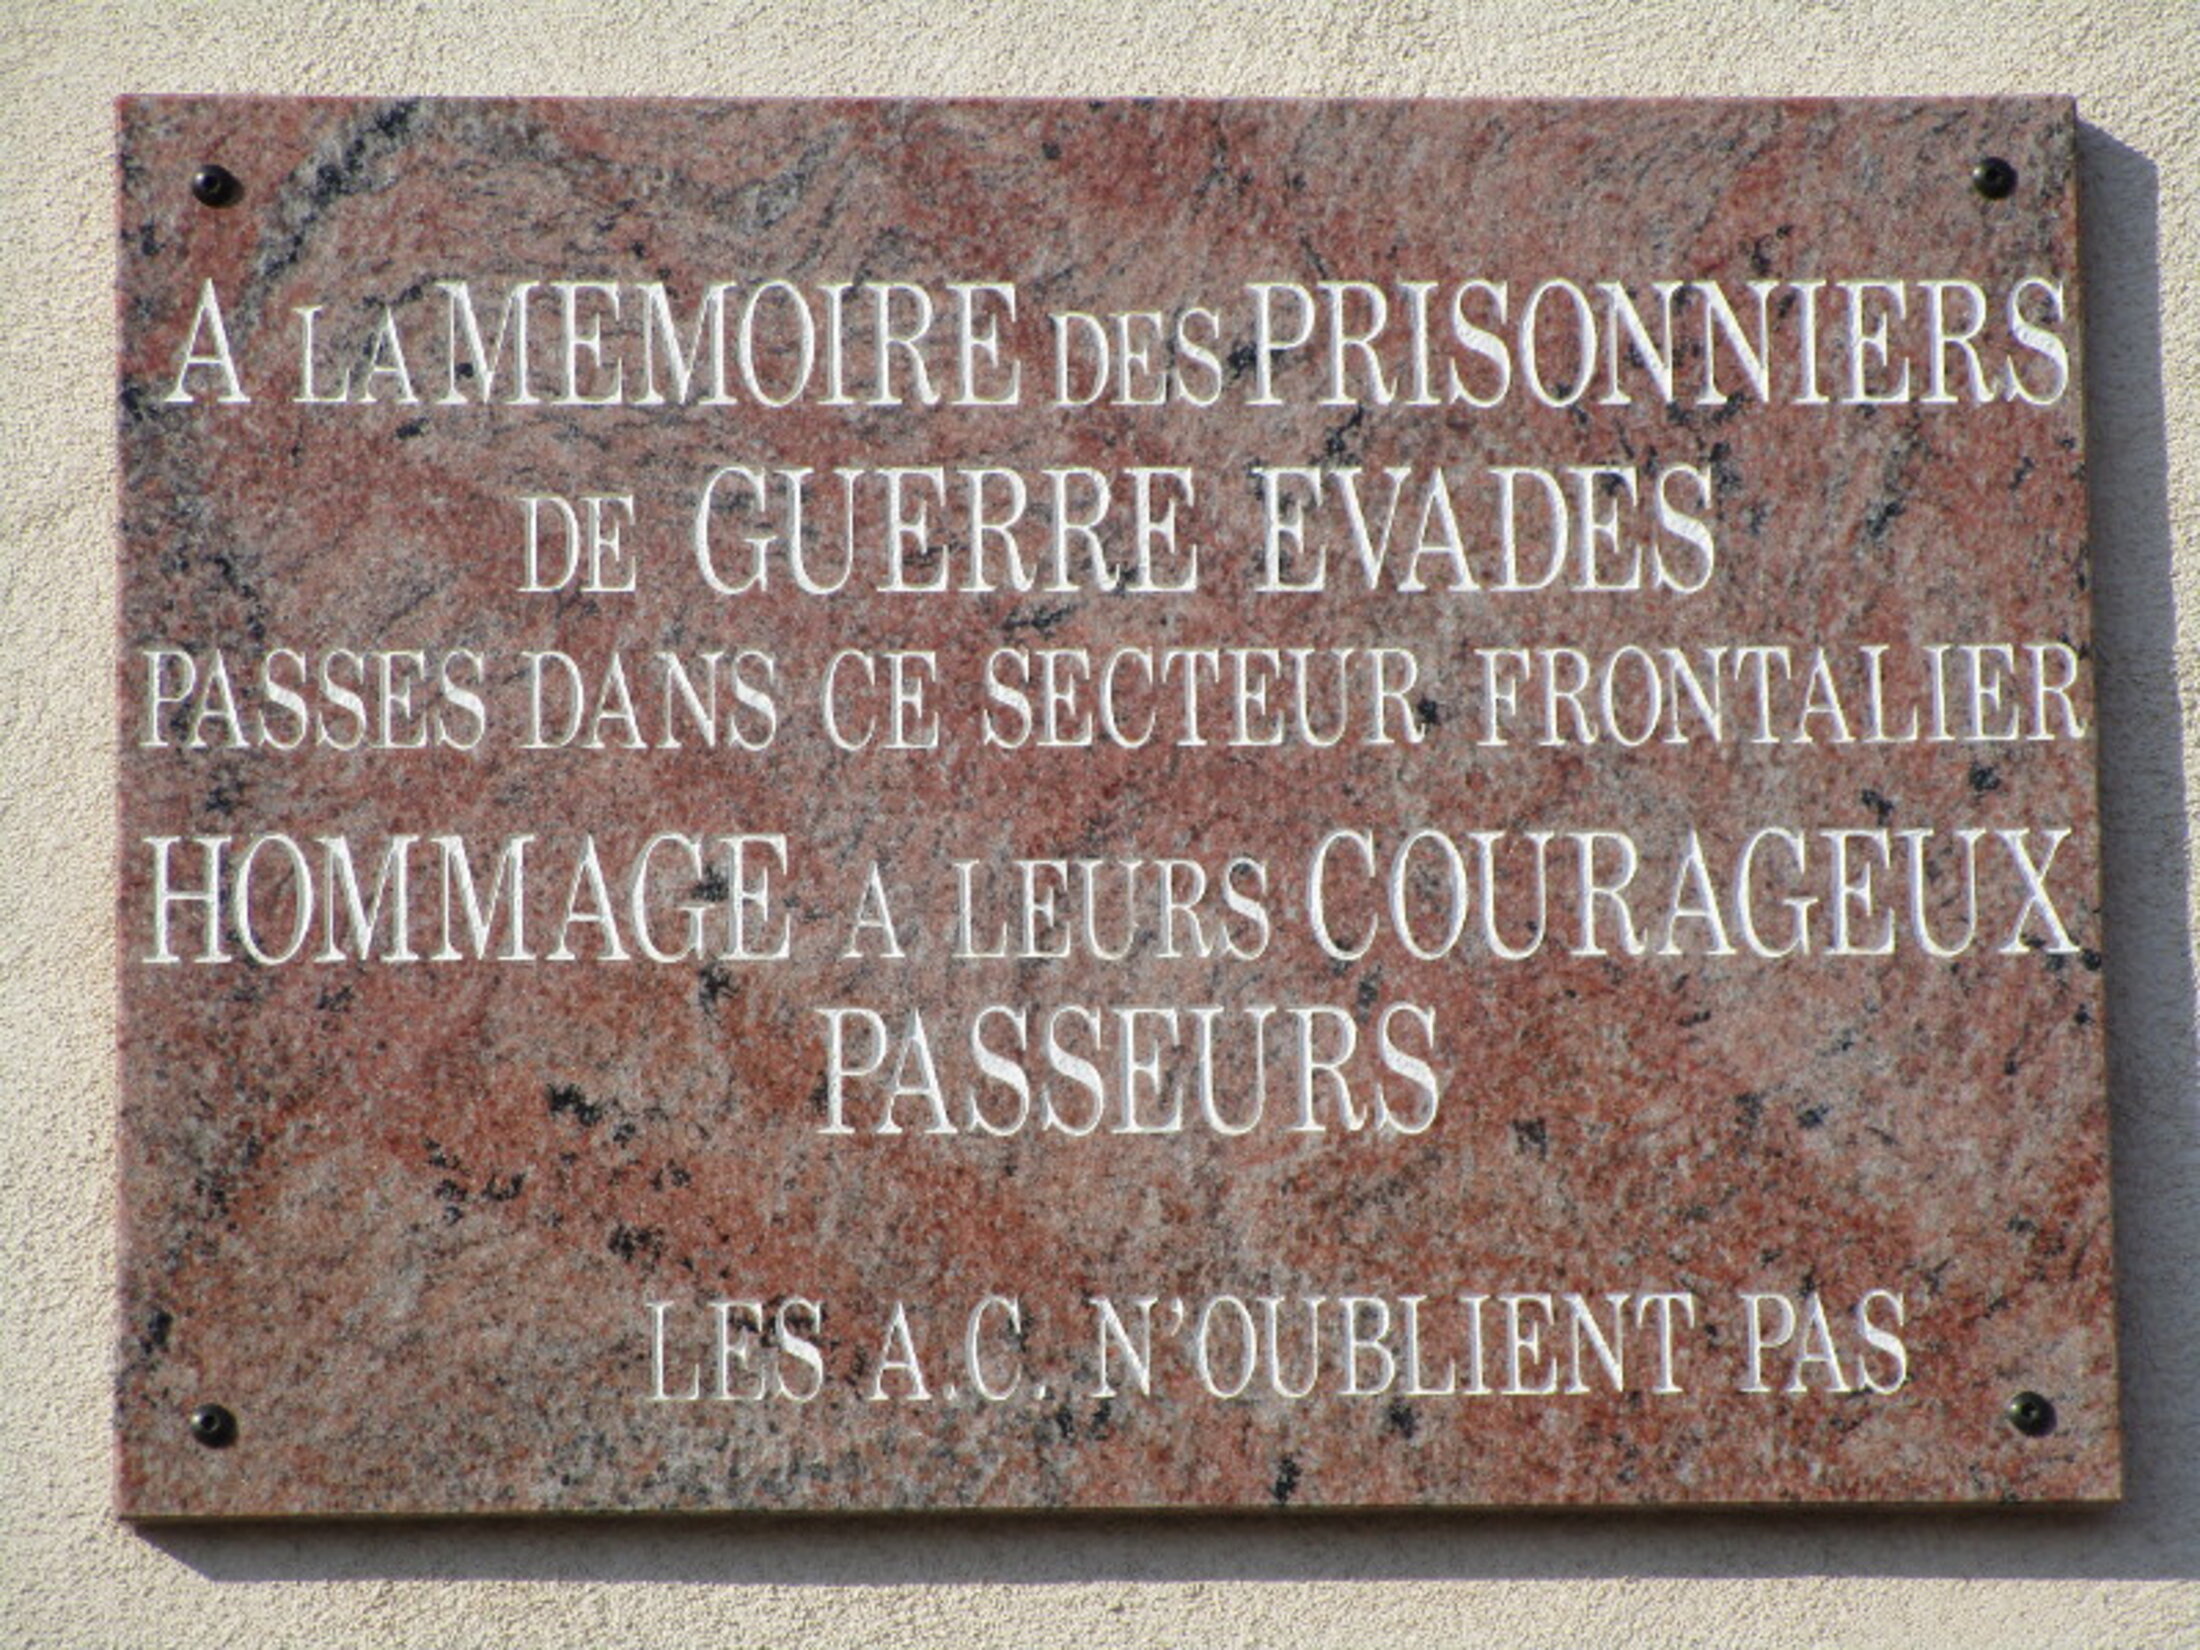 A LA MEMOIRE DES PRISONNIERS
DE GUERRE EVADES
PASSES DANS CE SECTEUR FRONTALIER
HOMMAGE A LEURS COURAGEUX
PASSEURS
LES A.C. N'OUBLIENT PAS